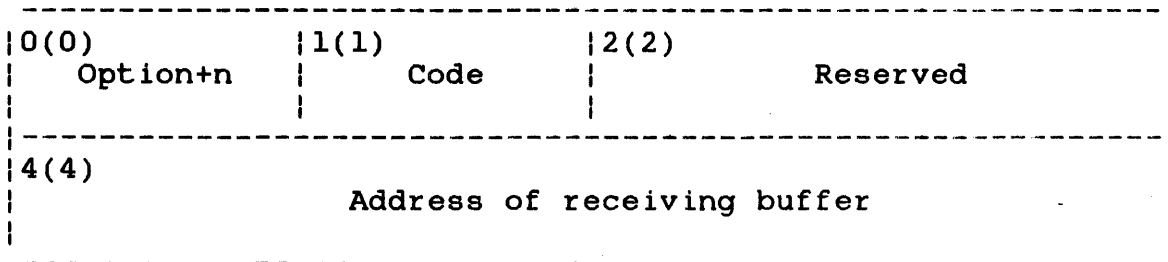 0(0) 1(1) 2(2)
Option+n Code Reserved
4(4)
Address of receiving buffer